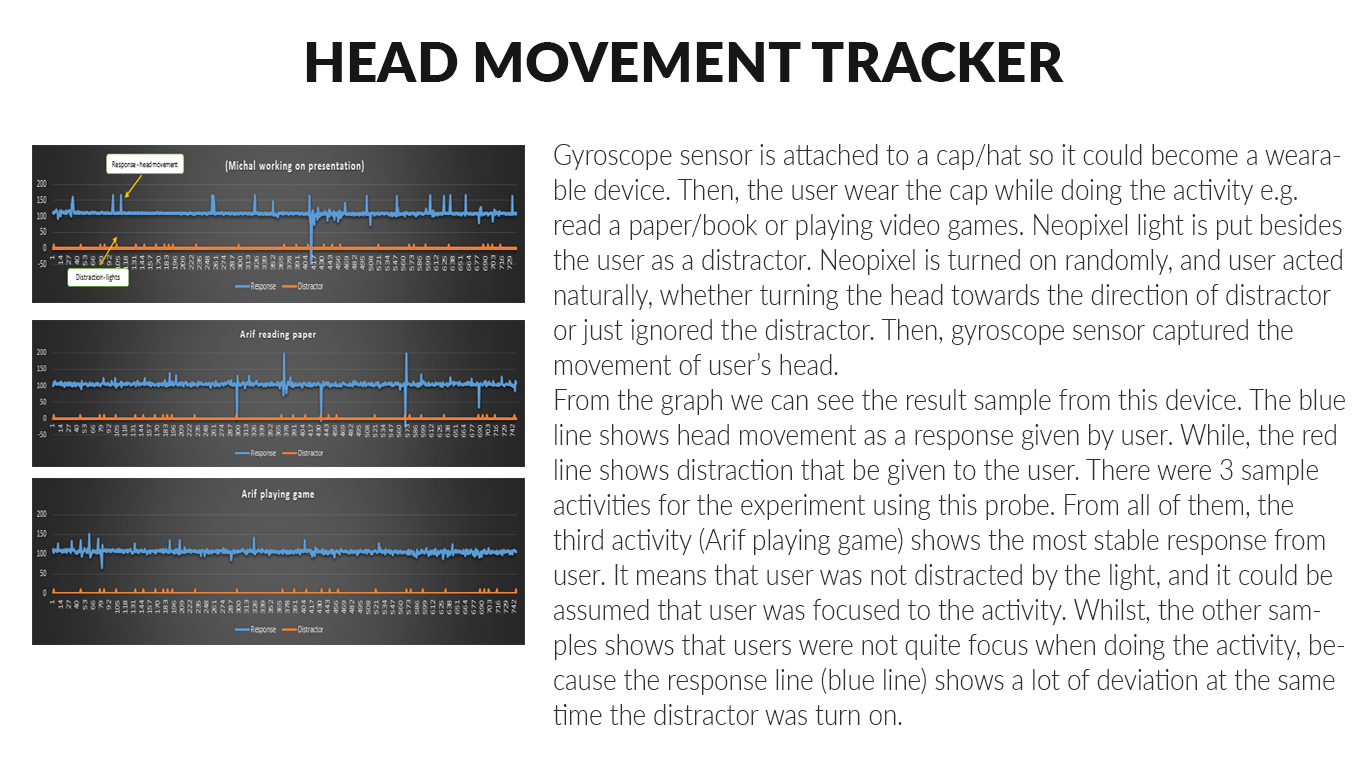 HEAD MOVEMENT TRACKER
(Michal working on presentation)
Response - head movement
200
150
100
50
0
-50
Distraction - lights
Response Distractor
Arif reading paper
200
150
100
50
0
-50
Response Distractor
Arif playing game
200
150
100
50
0
Response Distractor
Gyroscope sensor is attached to a cap/hat so it could become a weara-
ble device. Then, the user wear the cap while doing the activity e.g.
read a paper/book or playing video games. Neopixel light is put besides
the user as a distractor. Neopixel is turned on randomly, and user acted
naturally, whether turning the head towards the direction of distractor
or just ignored the distractor. Then, gyroscope sensor captured the
movement of user’s head.
From the graph we can see the result sample from this device. The blue
line shows head movement as a response given by user. While, the red
line shows distraction that be given to the user. There were 3 sample
activities for the experiment using this probe. From all of them, the
third activity (Arif playing game) shows the most stable response from
user. It means that user was not distracted by the light, and it could be
assumed that user was focused to the activity. Whilst, the other sam-
ples shows that users were not quite focus when doing the activity, be-
cause the response line (blue line) shows a lot of deviation at the same
time the distractor was turn on.